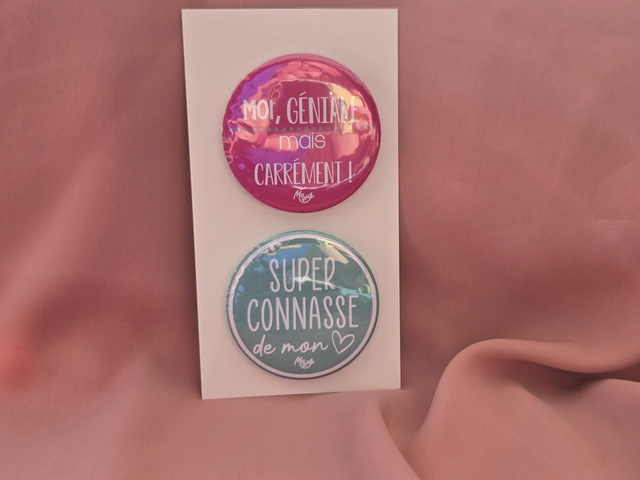 MOI, GÉNIALE
mais
CARRÉMENT !
SUPER
CONNASSE
de mon ♡